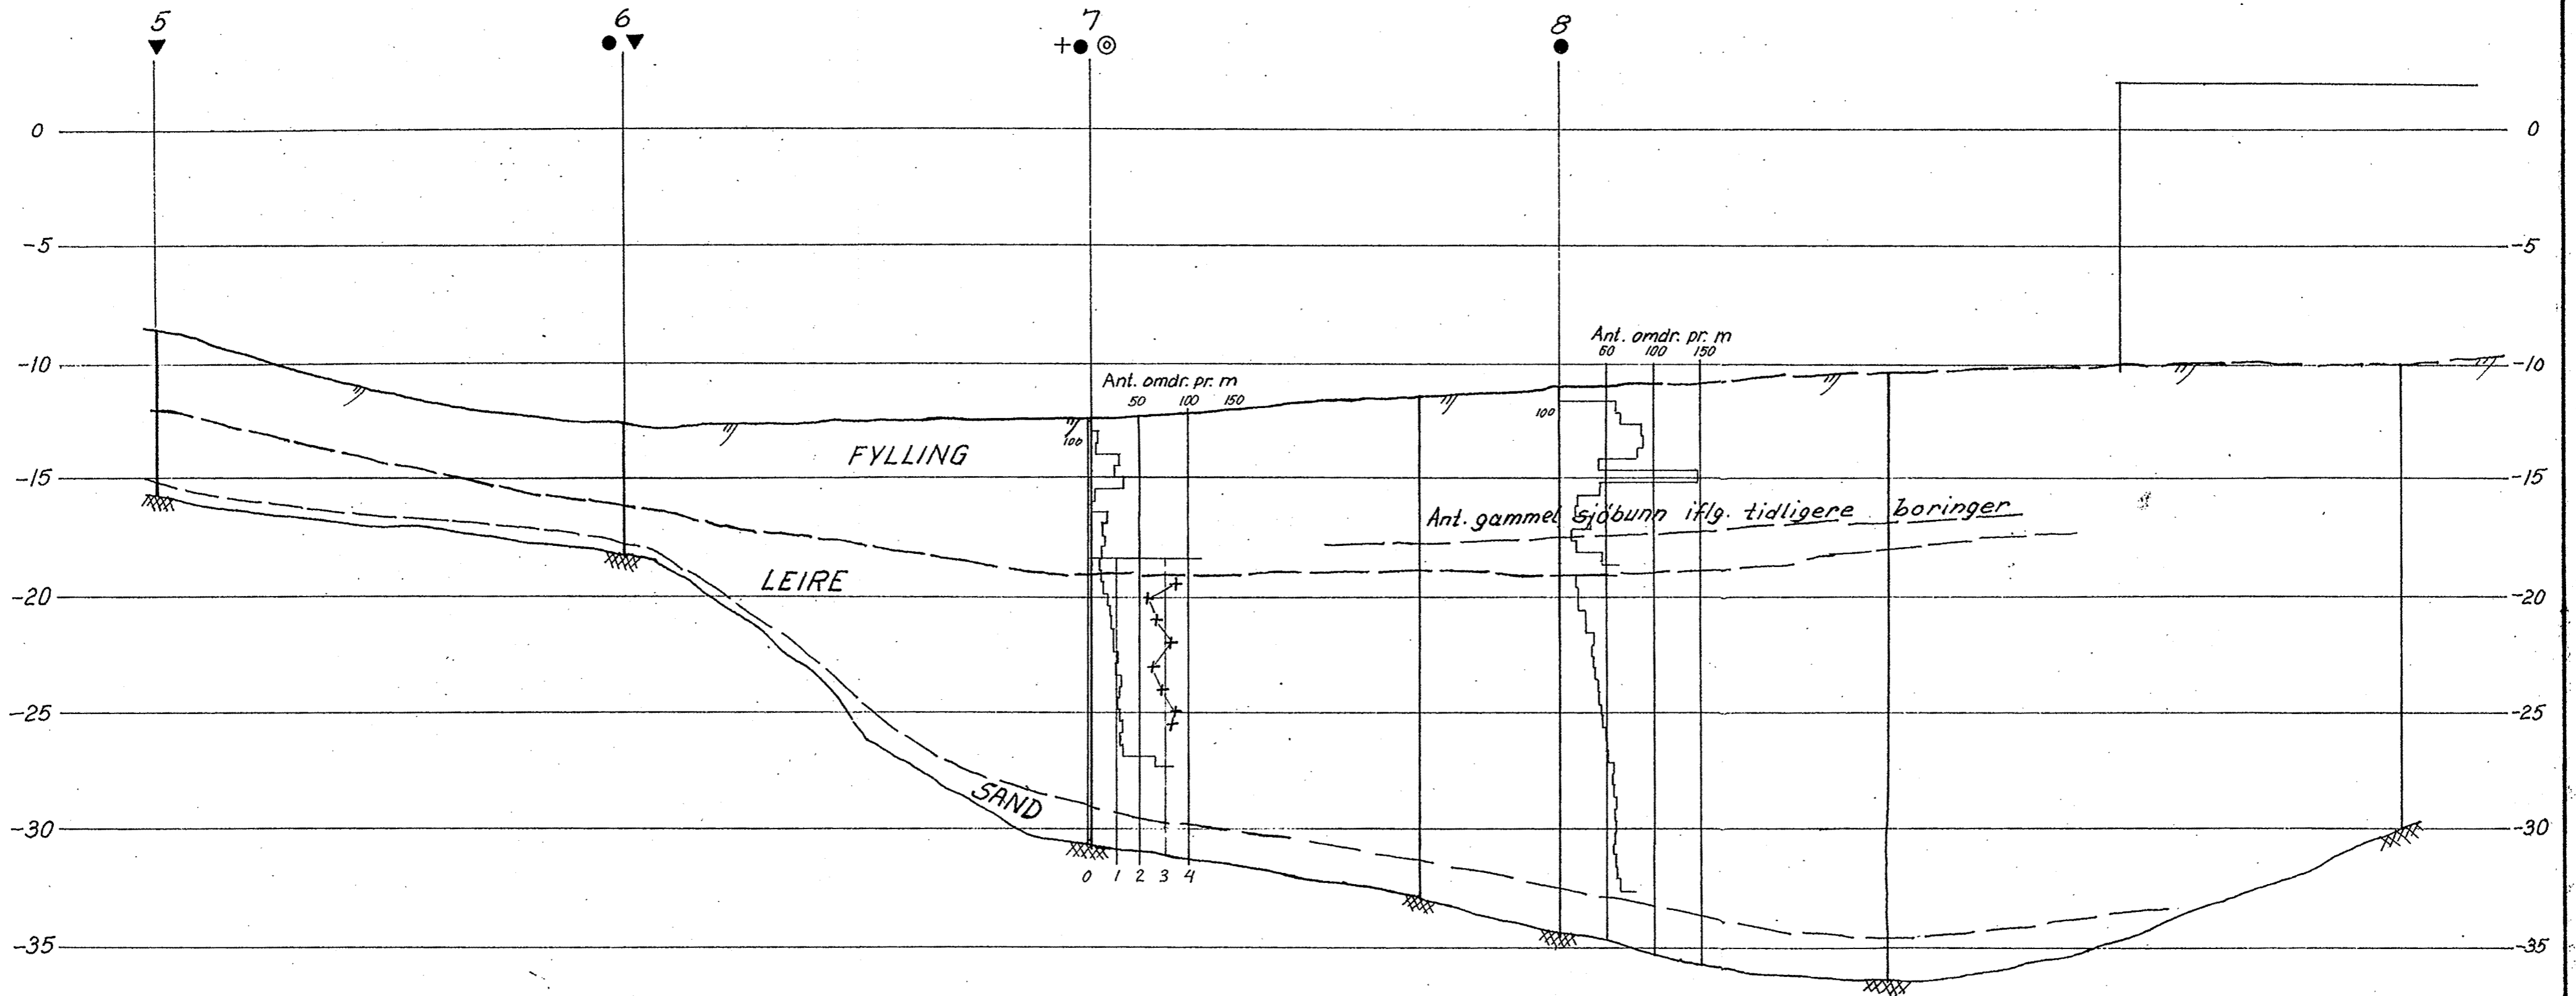 5 6 7 8
0 0
-5 -5
Ant. omdr. pr. m
50 100 150
-10 -10
Ant. omdr. pr. m
50 100 150
100
100
FYLLING
-15 -15
Ant. gammel sjöbunn iflg. tidligere boringer
LEIRE
-20 -20
-25 -25
SAND
-30 -30
0 1 2 3 4
-35 -35